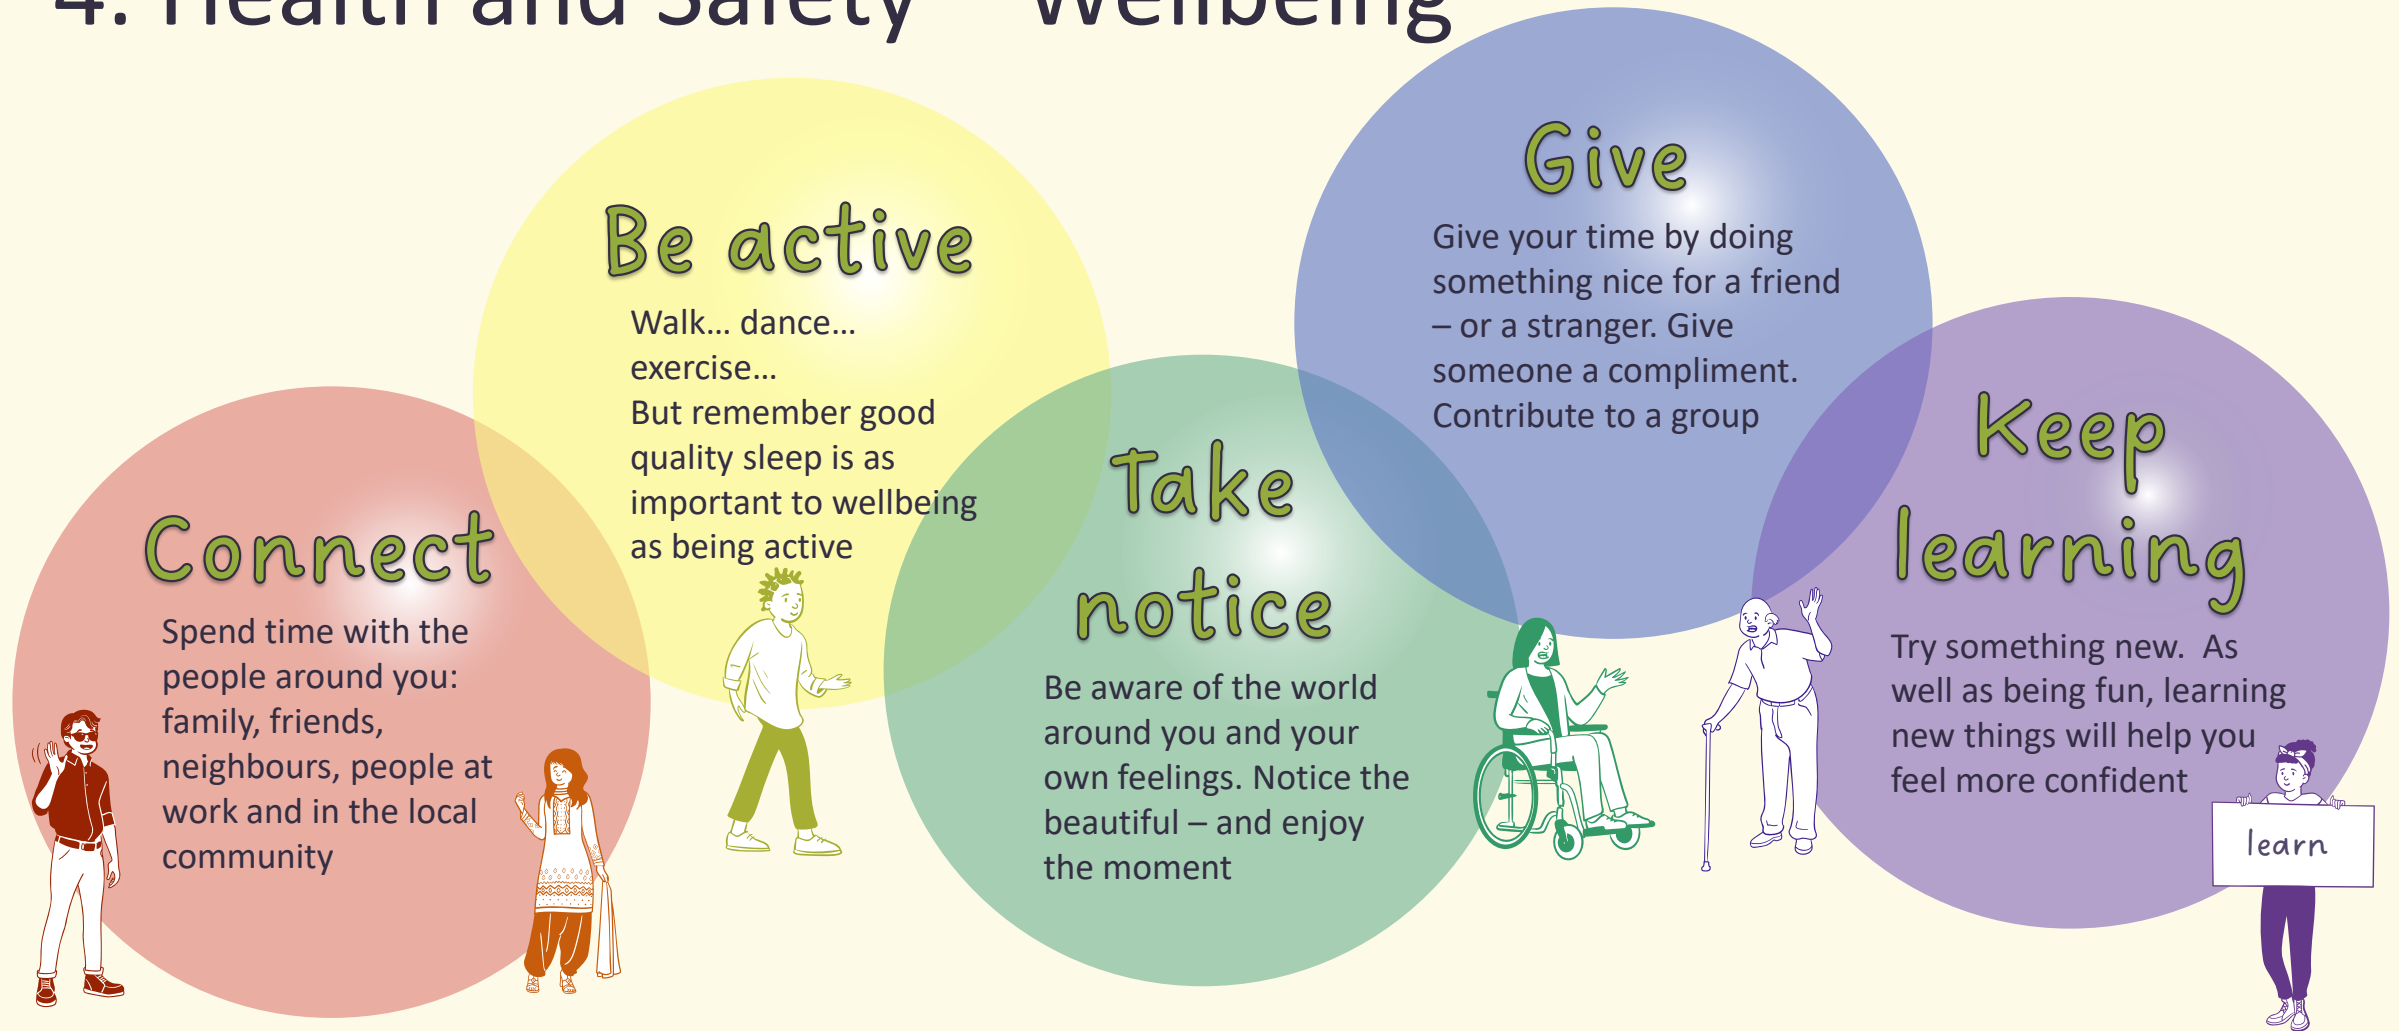 4. Health and Safety – Wellbeing
Connect
Spend time with the
people around you:
family, friends,
neighbours, people at
work and in the local
community
Be active
Walk... dance...
exercise...
But remember good
quality sleep is as
important to wellbeing
as being active
Take
notice
Be aware of the world
around you and your
own feelings. Notice the
beautiful – and enjoy
the moment
Give
Give your time by doing
something nice for a friend
– or a stranger. Give
someone a compliment.
Contribute to a group
Keep
learning
Try something new.  As
well as being fun, learning
new things will help you
feel more confident
learn